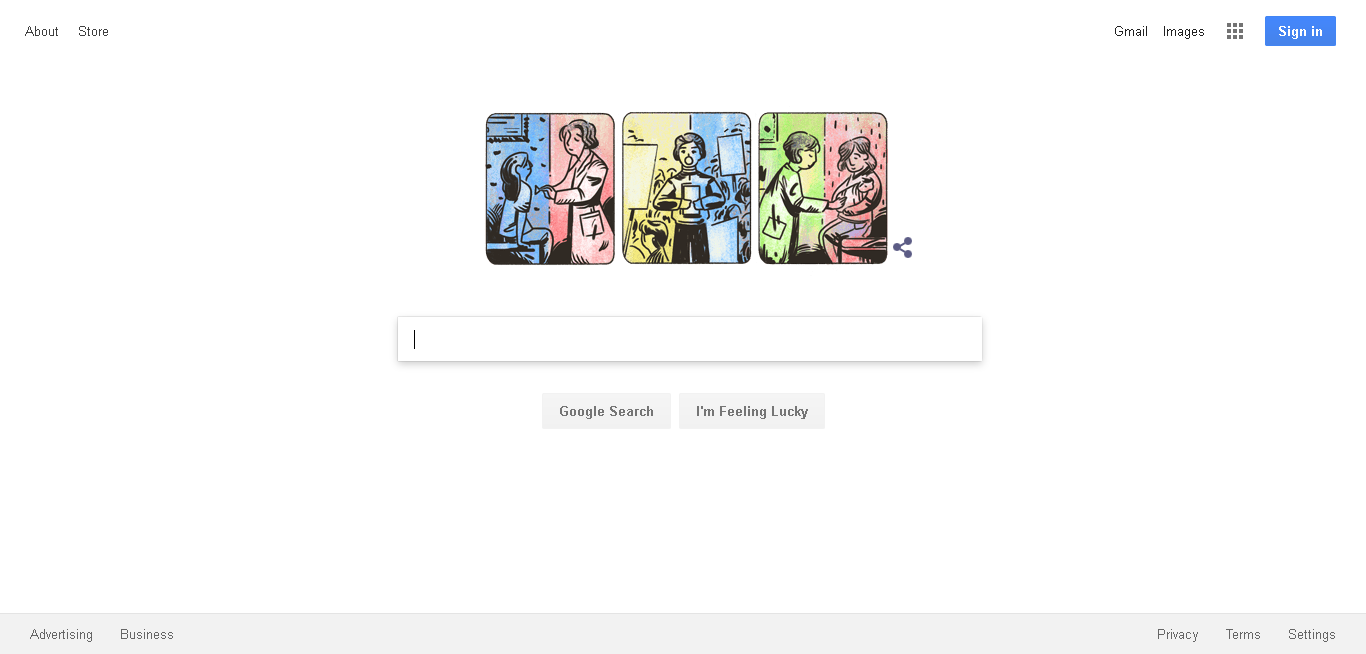 About Store Gmail Images Sign in
Google Search I'm Feeling Lucky
Advertising Business Privacy Terms Settings